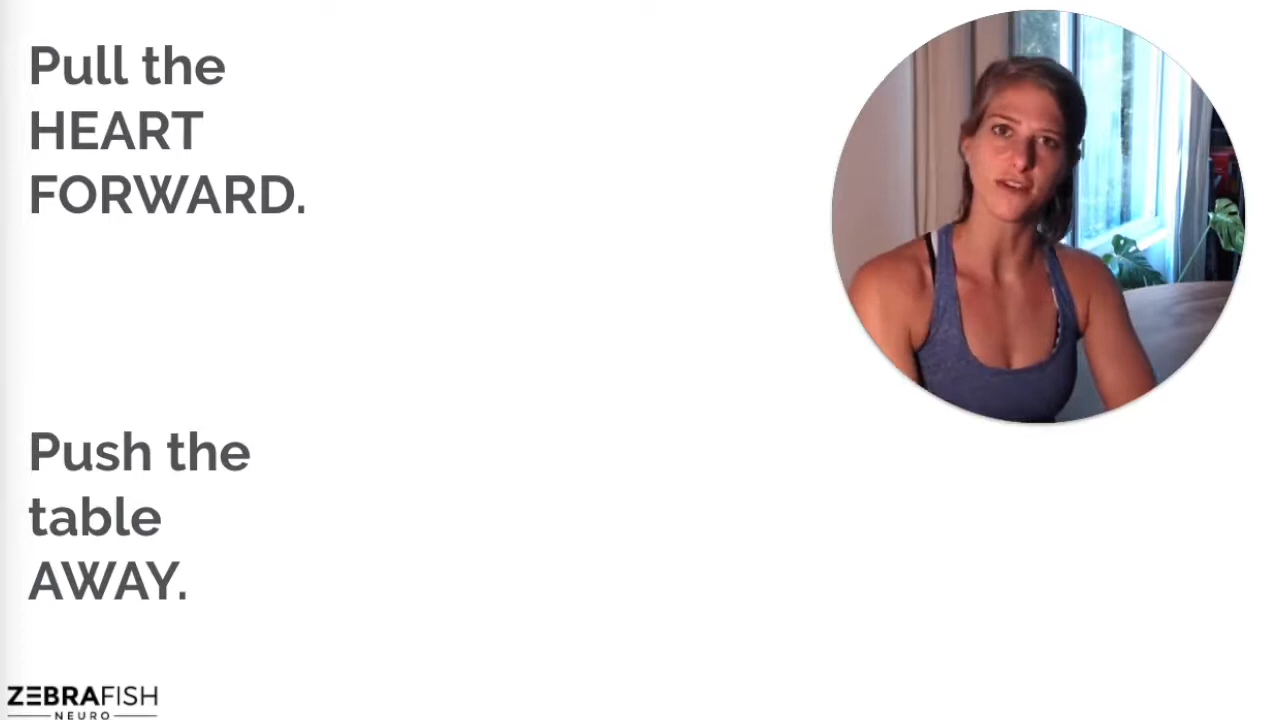 Pull the
HEART
FORWARD.
Push the
table
AWAY.
ZEBRAFISH
NEURO